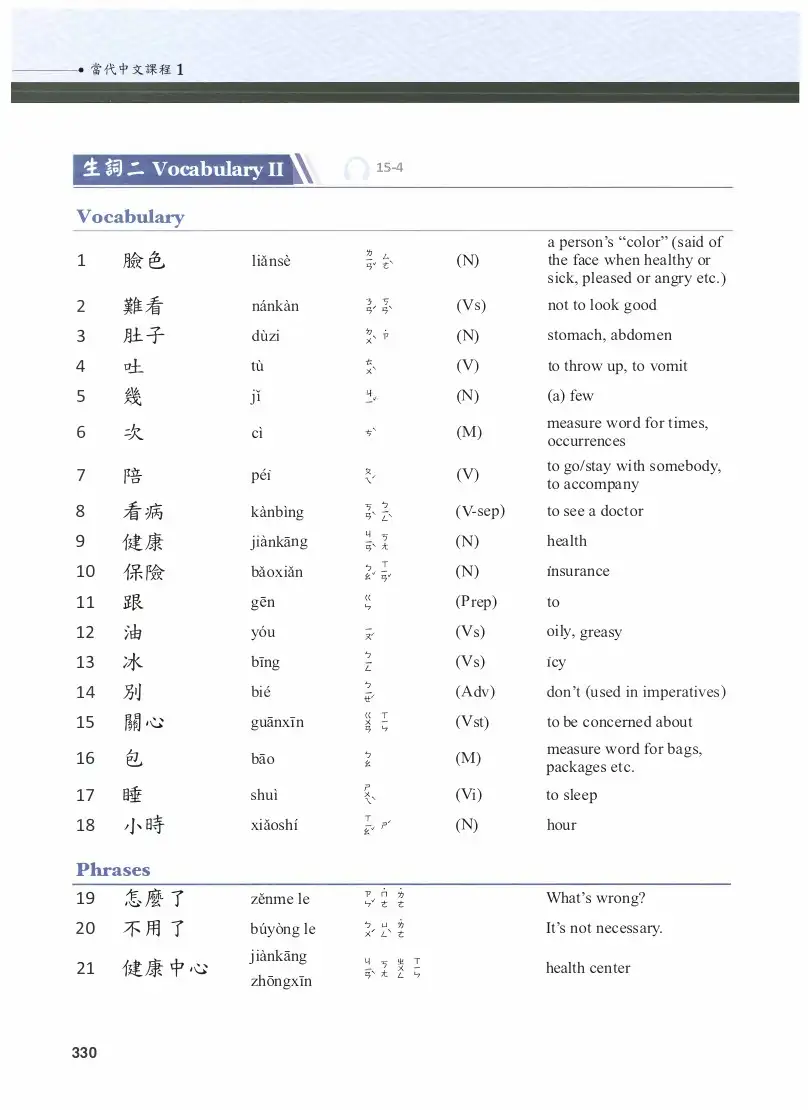 當代中文課程 1
生詞二 Vocabulary II 15-4
Vocabulary
1 臉色 liǎnsè ㄌㄧㄢˇ ㄙㄜˋ (N) a person's “color” (said of the face when healthy or sick, pleased or angry etc.)
2 難看 nánkàn ㄋㄢˊ ㄎㄢˋ (Vs) not to look good
3 肚子 dùzi ㄉㄨˋ ˙ㄗ (N) stomach, abdomen
4 吐 tù ㄊㄨˋ (V) to throw up, to vomit
5 幾 jǐ ㄐㄧˇ (N) (a) few
6 次 cì ㄘˋ (M) measure word for times, occurrences
7 陪 péi ㄆㄟˊ (V) to go/stay with somebody, to accompany
8 看病 kànbìng ㄎㄢˋ ㄅㄧㄥˋ (V-sep) to see a doctor
9 健康 jiànkāng ㄐㄧㄢˋ ㄎㄤ (N) health
10 保險 bǎoxiǎn ㄅㄠˇ ㄒㄧㄢˇ (N) insurance
11 跟 gēn ㄍㄣ (Prep) to
12 油 yóu ㄧㄡˊ (Vs) oily, greasy
13 冰 bīng ㄅㄧㄥ (Vs) icy
14 別 bié ㄅㄧㄝˊ (Adv) don't (used in imperatives)
15 關心 guānxīn ㄍㄨㄢ ㄒㄧㄣ (Vst) to be concerned about
16 包 bāo ㄅㄠ (M) measure word for bags, packages etc.
17 睡 shuì ㄕㄨㄟˋ (Vi) to sleep
18 小時 xiǎoshí ㄒㄧㄠˇ ㄕˊ (N) hour
Phrases
19 怎麼了 zěnme le ㄗㄣˇ ˙ㄇㄜ ˙ㄌㄜ What's wrong?
20 不用了 búyòng le ㄅㄨˊ ㄩㄥˋ ˙ㄌㄜ It's not necessary.
21 健康中心 jiànkāng zhōngxīn ㄐㄧㄢˋ ㄎㄤ ㄓㄨㄥ ㄒㄧㄣ health center
330